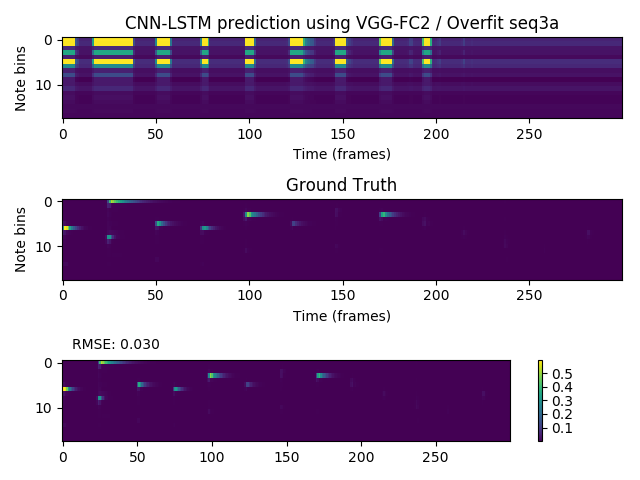 CNN-LSTM prediction using VGG-FC2 / Overfit seq3a
0
10
Note bins
0 50 100 150 200 250
Time (frames)
Ground Truth
0
10
Note bins
0 50 100 150 200 250
Time (frames)
RMSE: 0.030
0
10
0 50 100 150 200 250
0.5
0.4
0.3
0.2
0.1